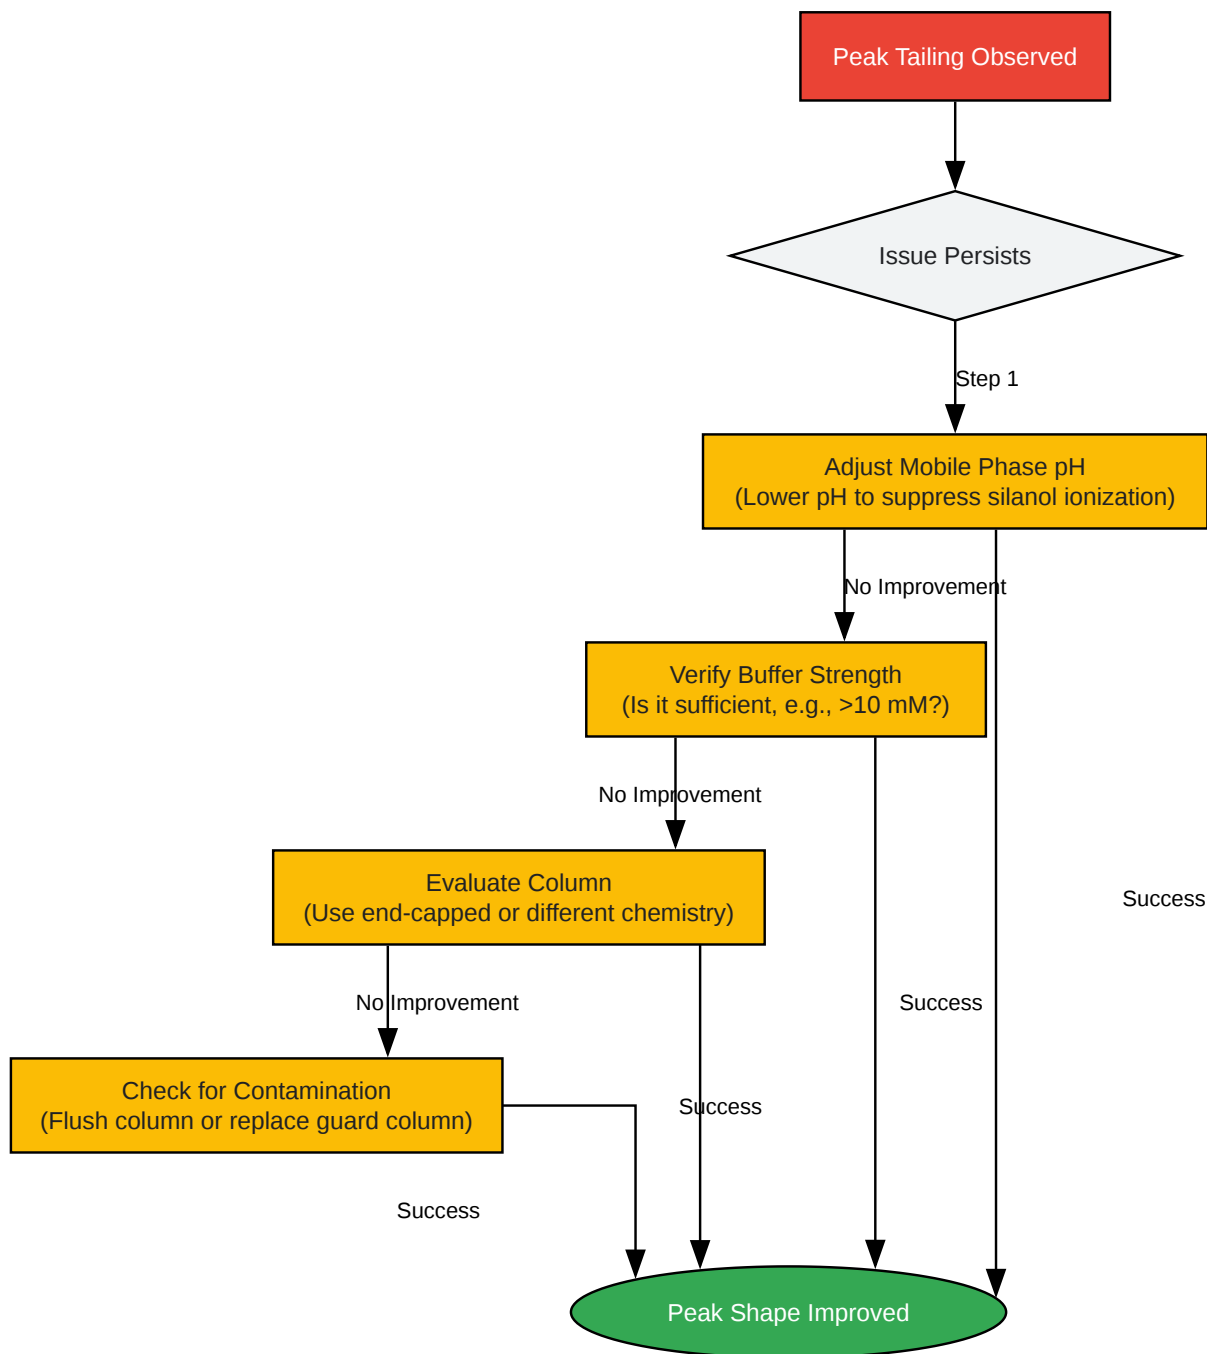 Peak Tailing Observed
Issue Persists
Step 1
Adjust Mobile Phase pH
(Lower pH to suppress silanol ionization)
No Improvement
Verify Buffer Strength
(Is it sufficient, e.g., >10 mM?)
No Improvement
Evaluate Column
(Use end-capped or different chemistry)
Success
No Improvement
Success
Check for Contamination
(Flush column or replace guard column)
Success
Success
Peak Shape Improved